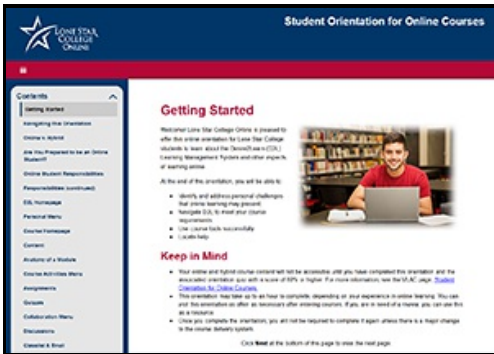 LONE STAR
COLLEGE
ONLINE
Student Orientation for Online Courses
Contents
Getting Started
Navigating this Orientation
Online v. Hybrid
Are You Prepared to be an Online
Student?
Online Student Responsibilities
Responsibilities (continued)
D2L Homepage
Personal Menu
Course Homepage
Content
Anatomy of a Module
Course Activities Menu
Assignments
Quizzes
Collaboration Menu
Discussions
Classlist & Email
Getting Started
Welcome! Lone Star College Online is pleased to
offer this online orientation for Lone Star College
students to learn about the Desire2Learn (D2L)
Learning Management System and other aspects
of learning online.
At the end of this orientation, you will be able to:
Identify and address personal challenges
that online learning may present
Navigate D2L to meet your course
requirements
Use course tools successfully
Locate help
Keep in Mind
Your online and hybrid course content will not be accessible until you have completed this orientation and the
associated orientation quiz with a score of 80% or higher. For more information, see the page: Student
Orientation for Online Courses
This orientation may take up to an hour to complete, depending on your experience in online learning. You can
visit this orientation as often as necessary after entering courses. If you are in need of a review, you can use this
as a resource.
Once you complete the orientation, you will not be required to complete it again unless there is a major change
to the course delivery system.
Click Next at the bottom of this page to view the next page.